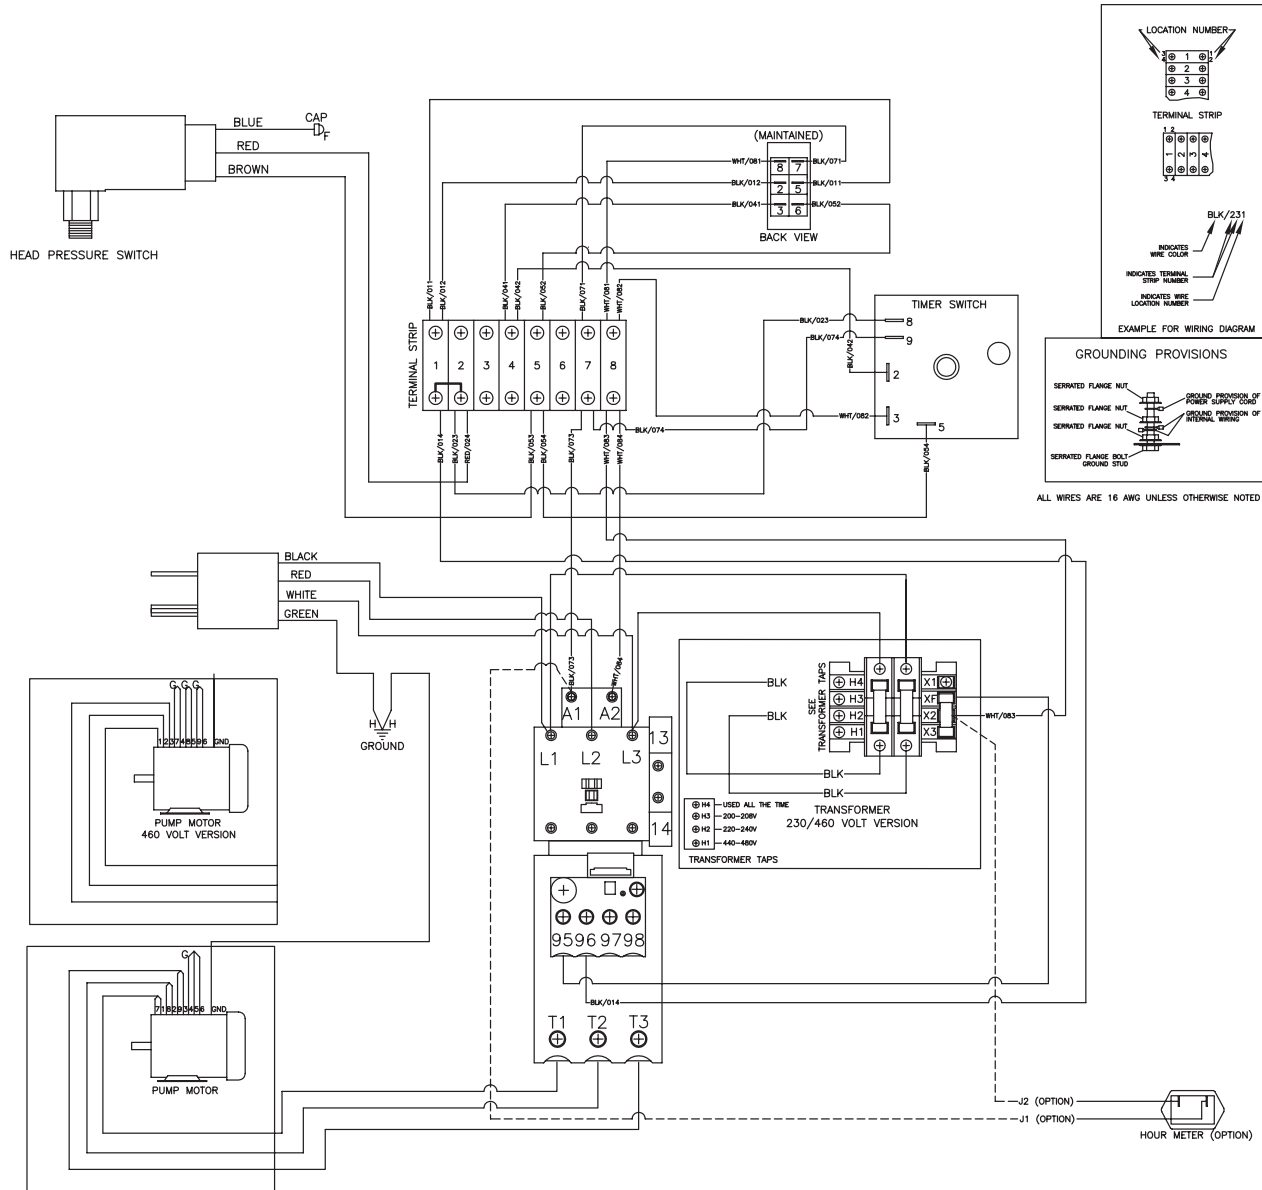 LOCATION NUMBER
3
4
1
2
1
2
3
4
TERMINAL STRIP
1 2
1
2
3
4
3 4
BLK/231
INDICATES
WIRE COLOR
INDICATES TERMINAL
STRIP NUMBER
INDICATES WIRE
LOCATION NUMBER
EXAMPLE FOR WIRING DIAGRAM
GROUNDING PROVISIONS
SERRATED FLANGE NUT
SERRATED FLANGE NUT
SERRATED FLANGE NUT
SERRATED FLANGE BOLT
GROUND STUD
GROUND PROVISION OF
POWER SUPPLY CORD
GROUND PROVISION OF
INTERNAL WIRING
ALL WIRES ARE 16 AWG UNLESS OTHERWISE NOTED
BLUE
CAP
F
RED
BROWN
HEAD PRESSURE SWITCH
(MAINTAINED)
WHT/081
8
7
BLK/071
BLK/012
2
5
BLK/011
BLK/041
3
6
BLK/052
BACK VIEW
BLK/011
BLK/012
BLK/041
BLK/042
BLK/052
BLK/071
WHT/081
WHT/082
TERMINAL STRIP
1
2
3
4
5
6
7
8
BLK/014
BLK/023
RED/024
BLK/053
BLK/054
BLK/073
WHT/083
WHT/084
BLK/074
TIMER SWITCH
BLK/023
8
BLK/074
9
BLK/042
2
WHT/082
3
5
BLK/054
BLACK
RED
WHITE
GREEN
H H
GROUND
G G G
1 2 3 7 4 8 5 9 6 GND
PUMP MOTOR
460 VOLT VERSION
BLK/073
WHT/084
A1 A2
L1 L2 L3
13
14
95 96 97 98
BLK/014
T1 T2 T3
BLK
BLK
BLK
BLK
SEE
TRANSFORMER TAPS
H4
H3
H2
H1
X1
XF
X2
X3
WHT/083
TRANSFORMER
230/460 VOLT VERSION
H4 USED ALL THE TIME
H3 200-208V
H2 220-240V
H1 440-480V
TRANSFORMER TAPS
G
7 1 8 2 9 3 4 5 6 GND
PUMP MOTOR
J2 (OPTION)
J1 (OPTION)
HOUR METER (OPTION)